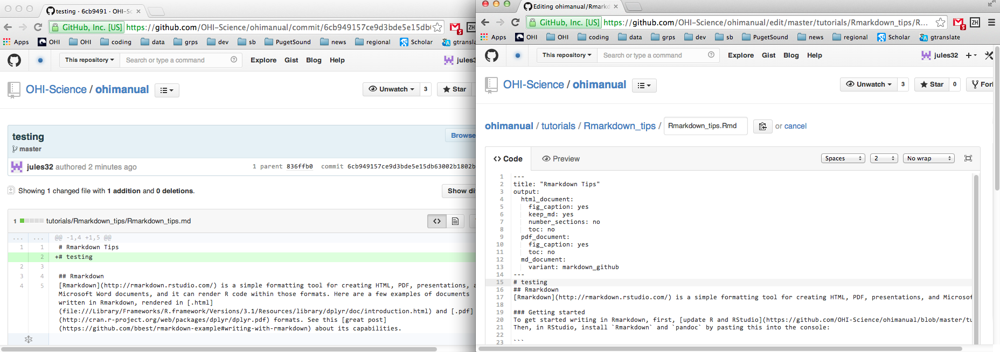 testing · 6cb9491 · OHI-Sc
GitHub, Inc. [US] https://github.com/OHI-Science/ohimanual/commit/6cb949157ce9d3bde5e15db
5
ZH
Apps OHI OHI coding data grps dev sb PugetSound news regional Scholar gtransla
This repository Search or type a command Explore Gist Blog Help jules3
OHI-Science / ohimanual
Unwatch 3 Star
testing
Browse
master
jules32 authored 2 minutes ago 1 parent 836ffb0 commit 6cb949157ce9d3bde5e15db63002b1802b
Showing 1 changed file with 1 addition and 0 deletions.
Show di
1 tutorials/Rmarkdown_tips/Rmarkdown_tips.md
... ... @@ -1,4 +1,5 @@
1 1 # Rmarkdown Tips
2 +# testing
2 3
3 4 ## Rmarkdown
4 5 [Rmarkdown](http://rmarkdown.rstudio.com/) is a simple formatting tool for creating HTML, PDF, presentations, a
Microsoft Word documents, and it can render R code within those formats. Here are a few examples of documents
written in Rmarkdown, rendered in [.html]
(file:///Library/Frameworks/R.framework/Versions/3.1/Resources/library/dplyr/doc/introduction.html) and [.pdf]
(http://cran.r-project.org/web/packages/dplyr/dplyr.pdf) formats. See this [great post]
(https://github.com/bbest/rmarkdown-example#writing-with-rmarkdown) about its capabilities.
Editing ohimanual/Rmarkd
GitHub, Inc. [US] https://github.com/OHI-Science/ohimanual/edit/master/tutorials/Rmarkdown_tips/R...
5
ZH
Apps OHI OHI coding data grps dev sb PugetSound news regional Scholar gtranslate
This repository Search or type a command Explore Gist Blog Help jules32
OHI-Science / ohimanual
Unwatch 3 Star 0 Forl
ohimanual / tutorials / Rmarkdown_tips / Rmarkdown_tips.Rmd or cancel
Code Preview Spaces 2 No wrap
1 ---
2 title: "Rmarkdown Tips"
3 output:
4 html_document:
5 fig_caption: yes
6 keep_md: yes
7 number_sections: no
8 toc: no
9 pdf_document:
10 fig_caption: yes
11 toc: no
12 md_document:
13 variant: markdown_github
14 ---
15 # testing
16 ## Rmarkdown
17 [Rmarkdown](http://rmarkdown.rstudio.com/) is a simple formatting tool for creating HTML, PDF, presentations, and Microsof
18
19 ### Getting started
20 To get started writing in Rmarkdown, first, [update R and RStudio](https://github.com/OHI-Science/ohimanual/blob/master/tu
21 Then, in RStudio, install `Rmarkdown` and `pandoc` by pasting this into the console:
22
23 ```